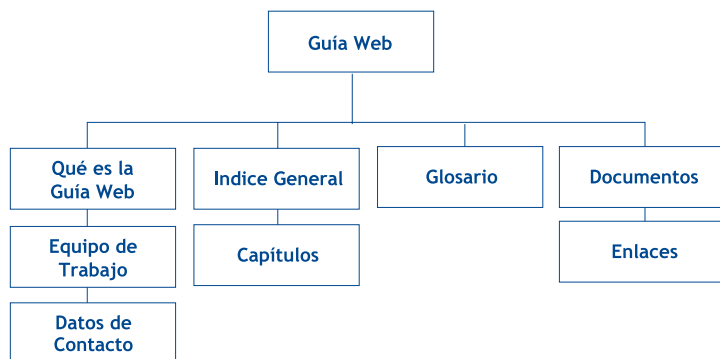 Guía Web
Qué es la
Guía Web
Indice General
Glosario
Documentos
Equipo de
Trabajo
Capítulos
Enlaces
Datos de
Contacto